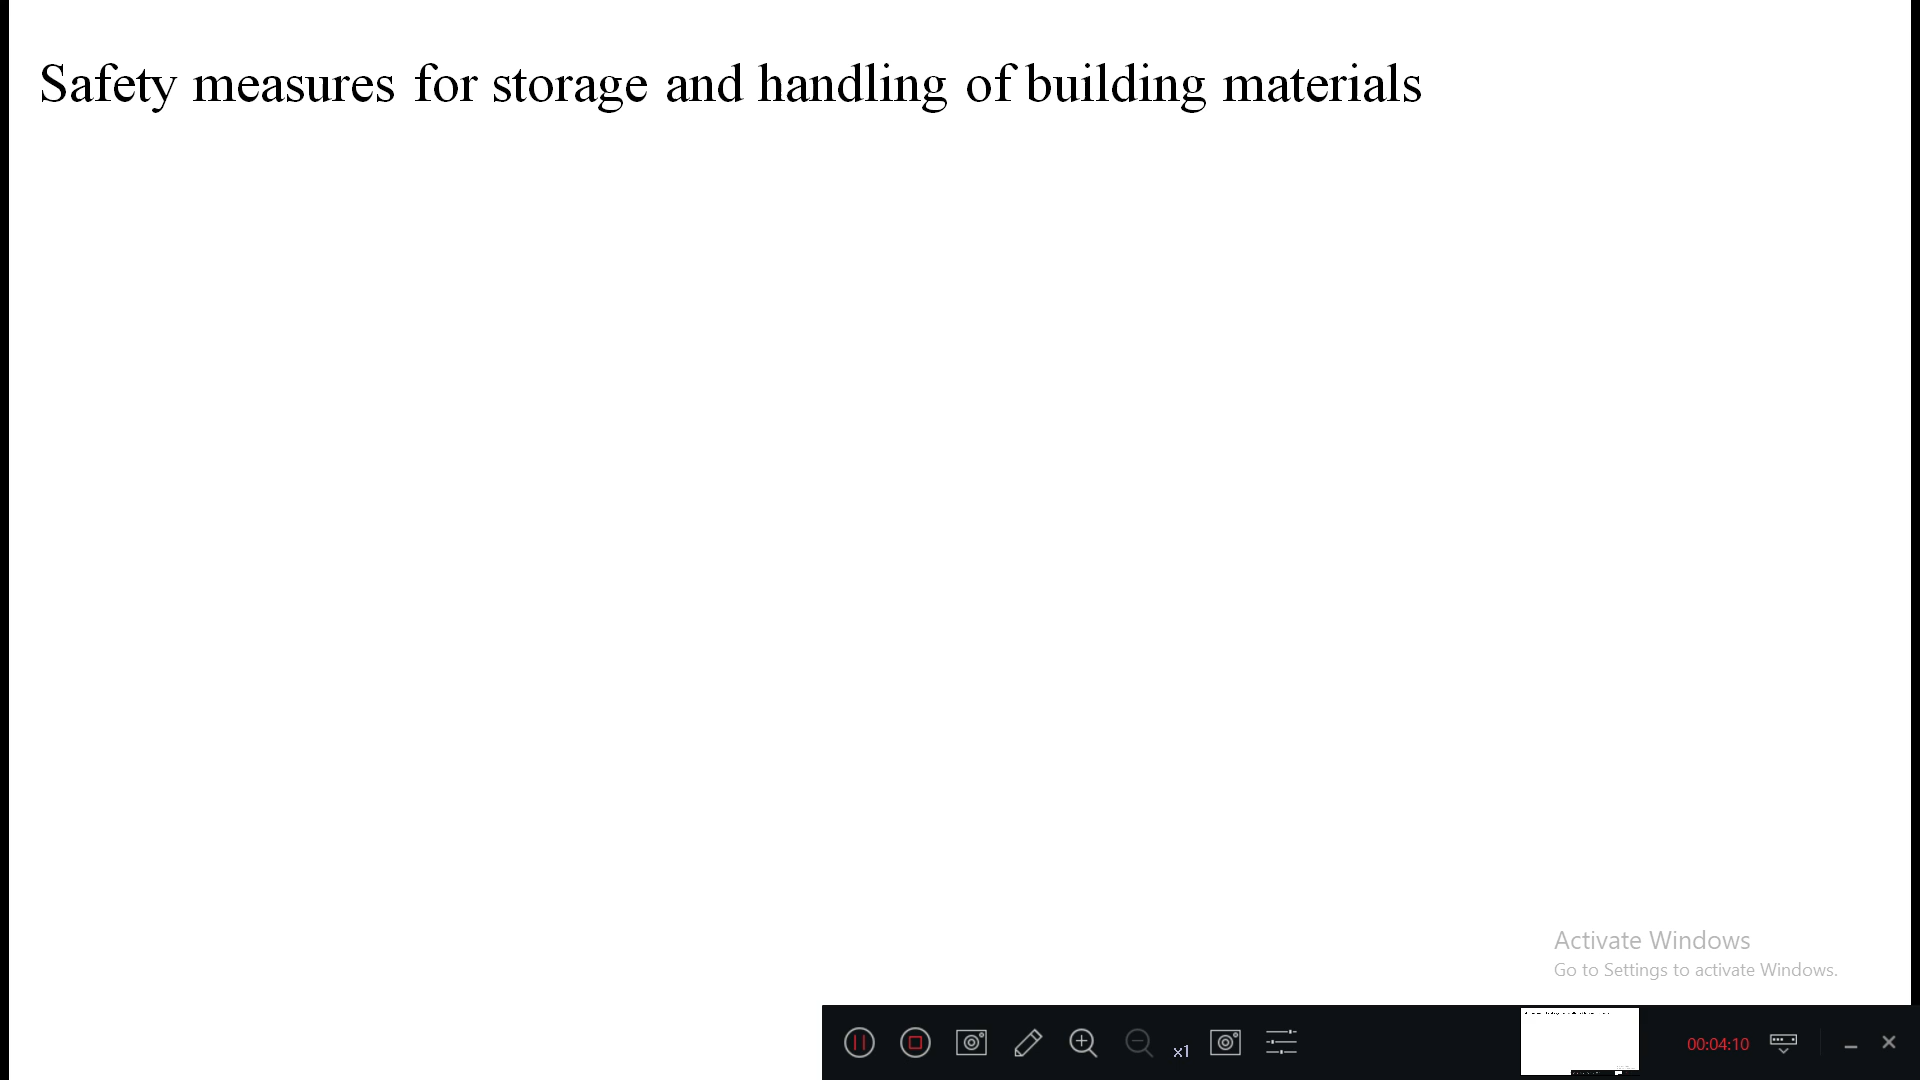 Safety measures for storage and handling of building materials
Activate Windows
Go to Settings to activate Windows.
x1
00:04:10